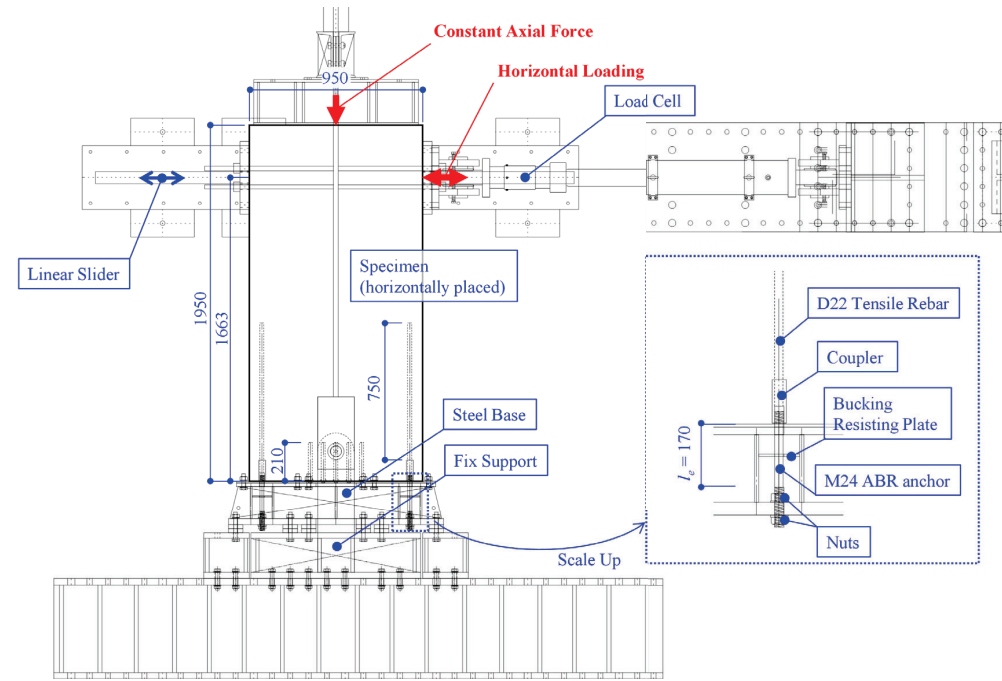 Constant Axial Force
950
Horizontal Loading
Load Cell
Linear Slider
Specimen
(horizontally placed)
1950
1663
750
210
Steel Base
Fix Support
D22 Tensile Rebar
Coupler
Bucking
Resisting Plate
l_e = 170
M24 ABR anchor
Nuts
Scale Up